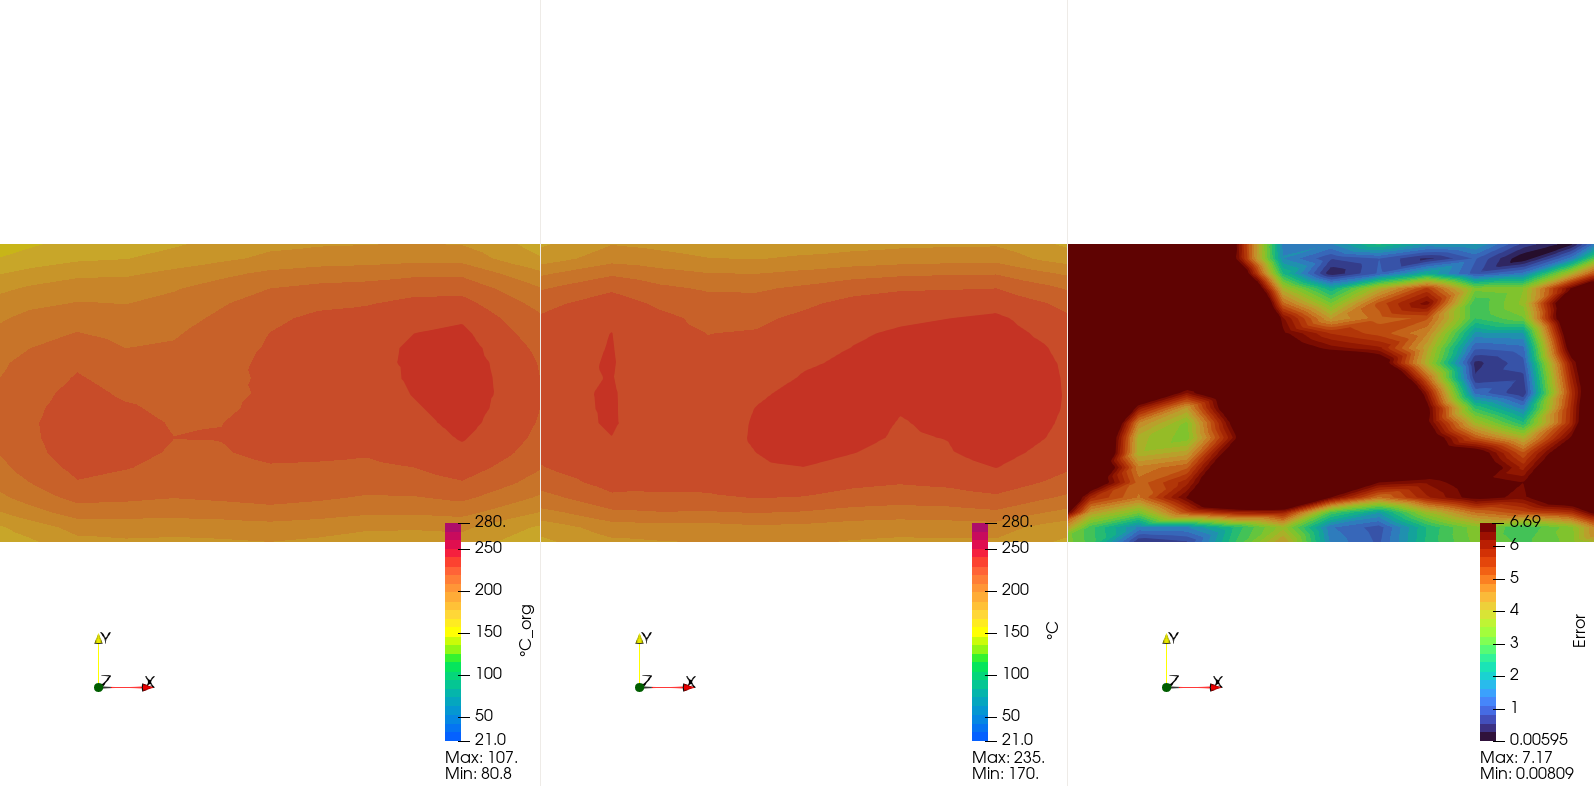 280.
250
200
150
100
50
21.0
°C_org
Max: 107.
Min: 80.8
Y
Z
X
280.
250
200
150
100
50
21.0
°C
Max: 235.
Min: 170.
Y
Z
X
6.69
6
5
4
3
2
1
0.00595
Error
Max: 7.17
Min: 0.00809
Y
Z
X